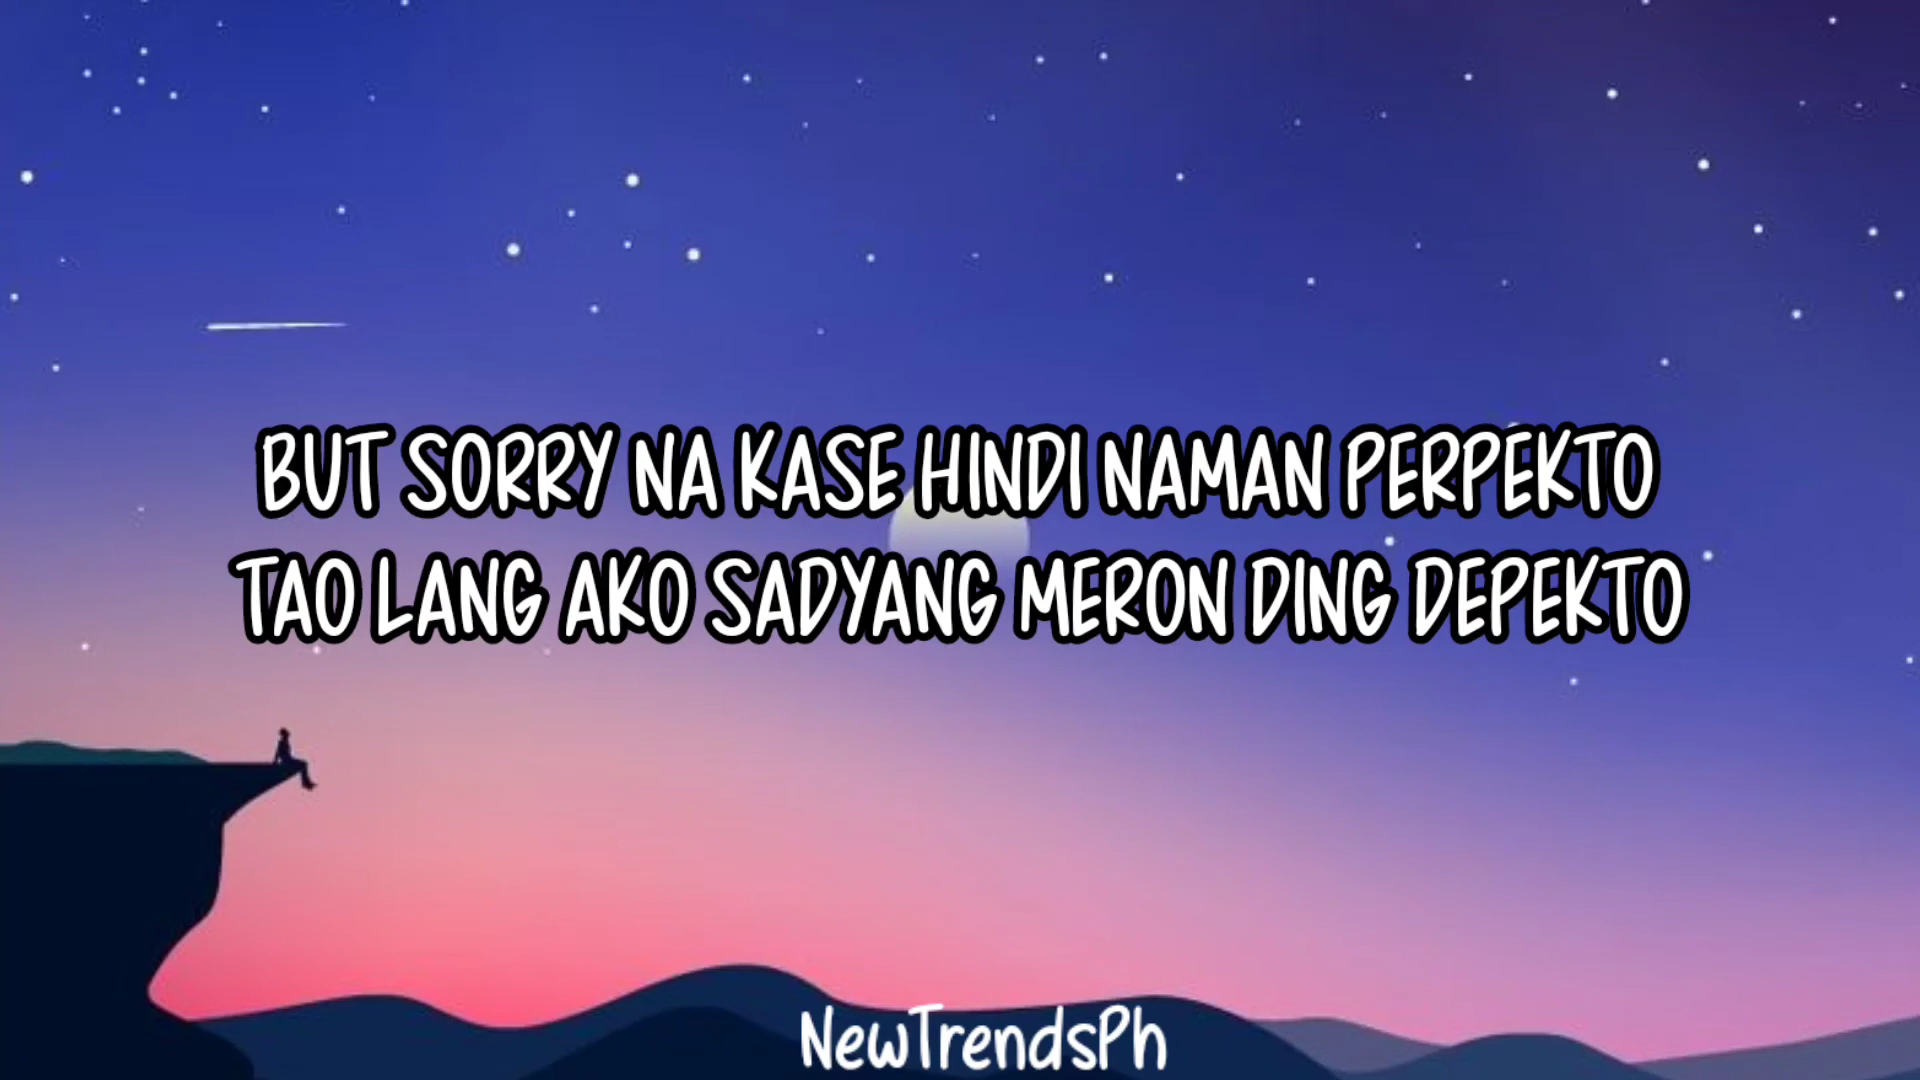 BUT SORRY NA KASE HINDI NAMAN PERPEKTO
TAO LANG AKO SADYANG MERON DING DEPEKTO
NewTrendsPh